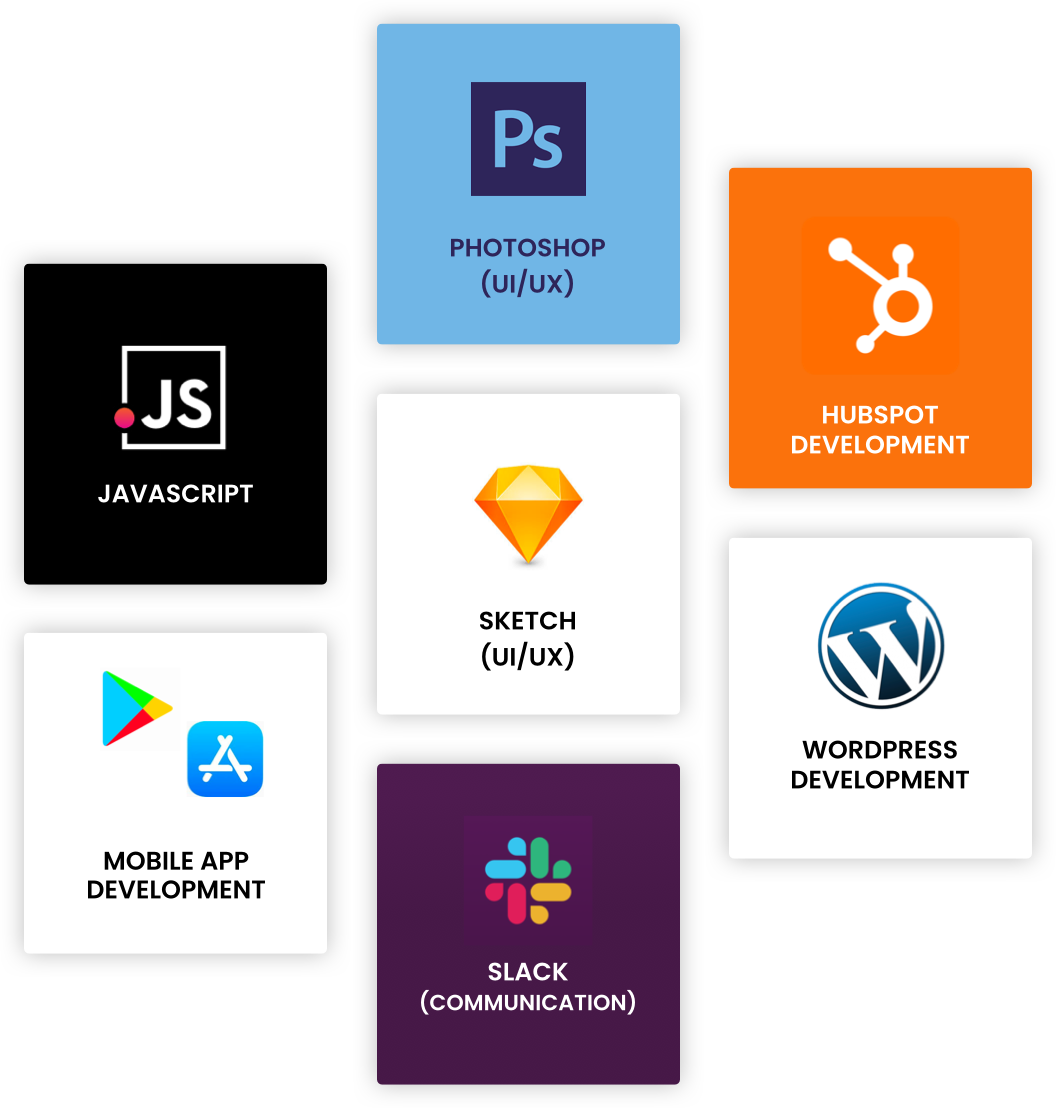 Ps
PHOTOSHOP
(UI/UX)
HUBSPOT
DEVELOPMENT
JS
JAVASCRIPT
SKETCH
(UI/UX)
W
WORDPRESS
DEVELOPMENT
MOBILE APP
DEVELOPMENT
SLACK
(COMMUNICATION)